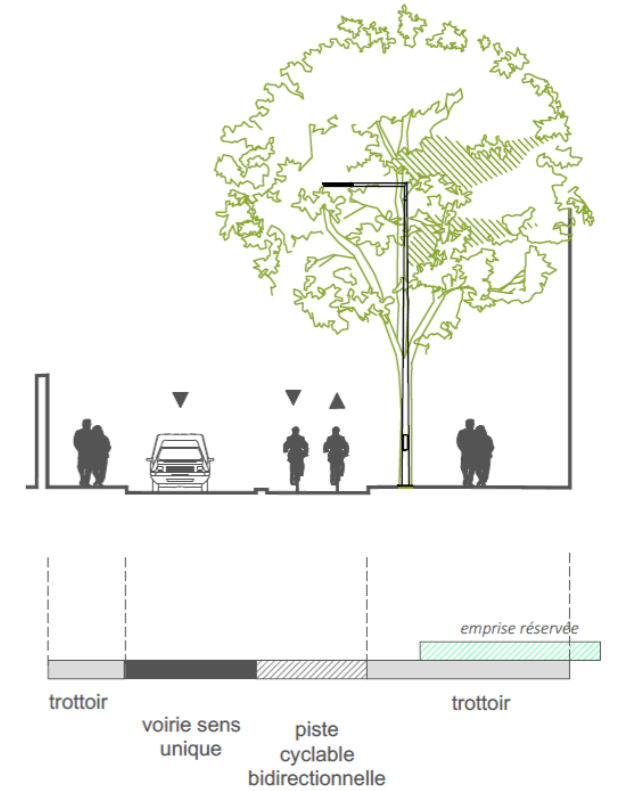 emprise réservée
trottoir
voirie sens
unique
piste
cyclable
bidirectionnelle
trottoir